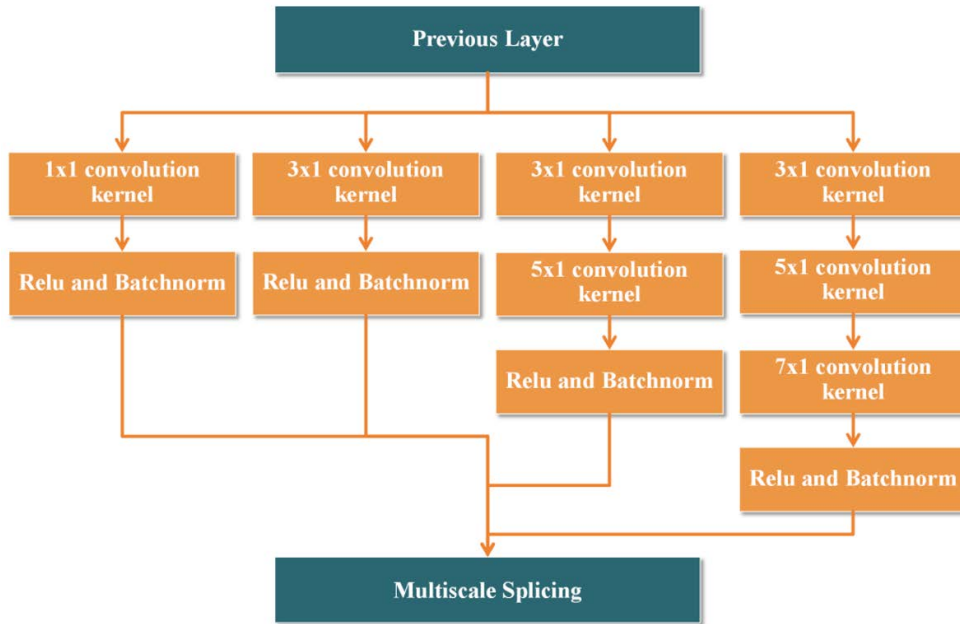 Previous Layer
1x1 convolution
kernel
3x1 convolution
kernel
3x1 convolution
kernel
3x1 convolution
kernel
Relu and Batchnorm
Relu and Batchnorm
5x1 convolution
kernel
5x1 convolution
kernel
Relu and Batchnorm
7x1 convolution
kernel
Relu and Batchnorm
Multiscale Splicing